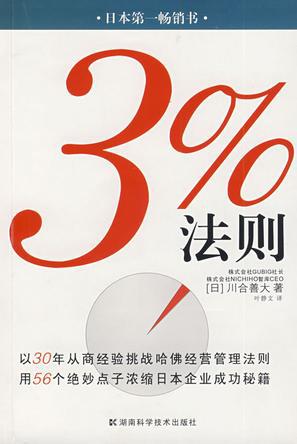 ·日本第一畅销书·
3%
法则
株式会社GUBIG社长
株式会社NICHIHO智库CEO
[日]川合善大 著
叶静文 译
以30年从商经验挑战哈佛经营管理法则
用56个绝妙点子浓缩日本企业成功秘籍
湖南科学技术出版社